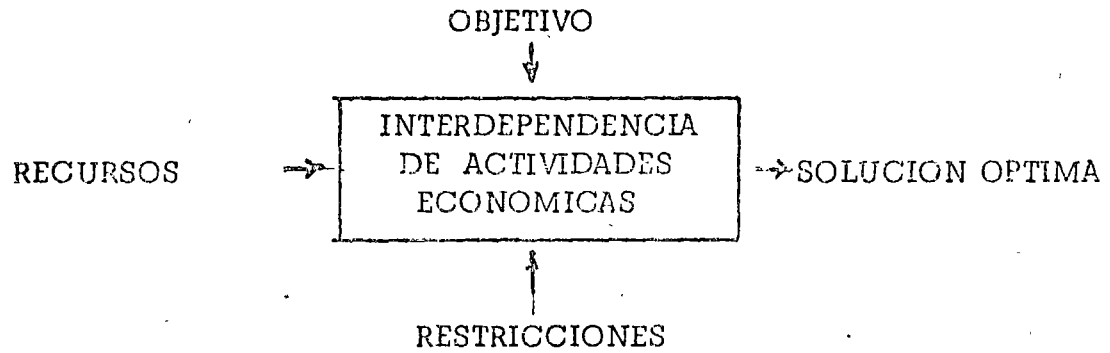 OBJETIVO
INTERDEPENDENCIA
DE ACTIVIDADES
ECONOMICAS
RECURSOS
SOLUCION OPTIMA
RESTRICCIONES